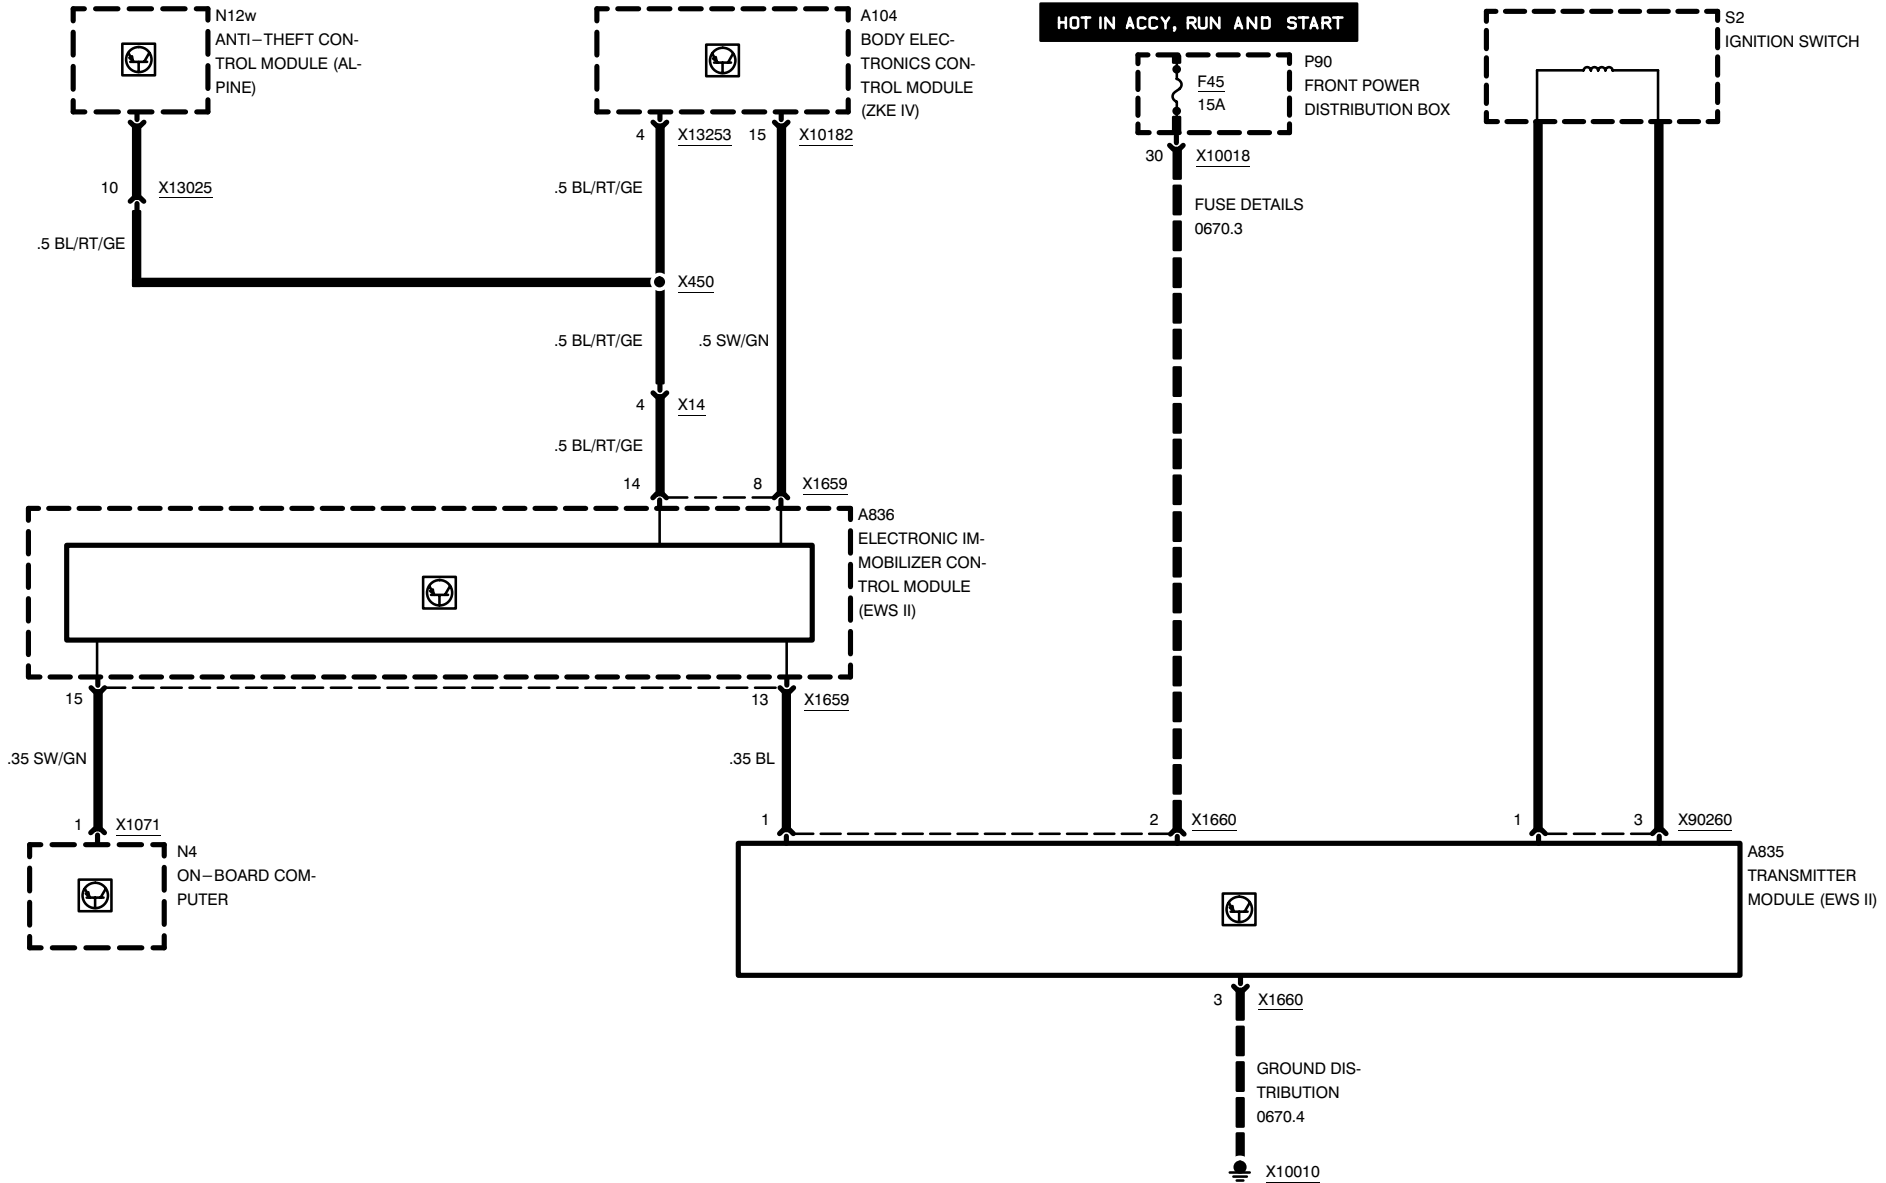 N12w
ANTI–THEFT CON-
TROL MODULE (AL-
PINE)
A104
BODY ELEC-
TRONICS CON-
TROL MODULE
(ZKE IV)
HOT IN ACCY, RUN AND START
P90
FRONT POWER
DISTRIBUTION BOX
F45
15A
S2
IGNITION SWITCH
4 X13253
15 X10182
30 X10018
10 X13025
.5 BL/RT/GE
FUSE DETAILS
0670.3
.5 BL/RT/GE
X450
.5 BL/RT/GE
.5 SW/GN
4 X14
.5 BL/RT/GE
14
8 X1659
A836
ELECTRONIC IM-
MOBILIZER CON-
TROL MODULE
(EWS II)
15
13 X1659
.35 SW/GN
.35 BL
1 X1071
1
2 X1660
1
3 X90260
N4
ON–BOARD COM-
PUTER
A835
TRANSMITTER
MODULE (EWS II)
3 X1660
GROUND DIS-
TRIBUTION
0670.4
X10010